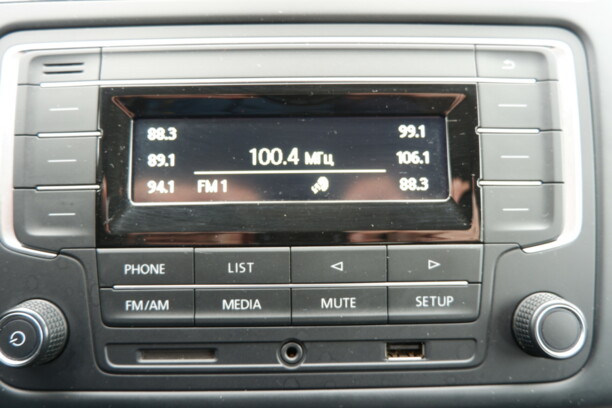 88.3 99.1
89.1 100.4 МГц 106.1
94.1 FM 1 88.3
PHONE LIST
FM/AM MEDIA MUTE SETUP